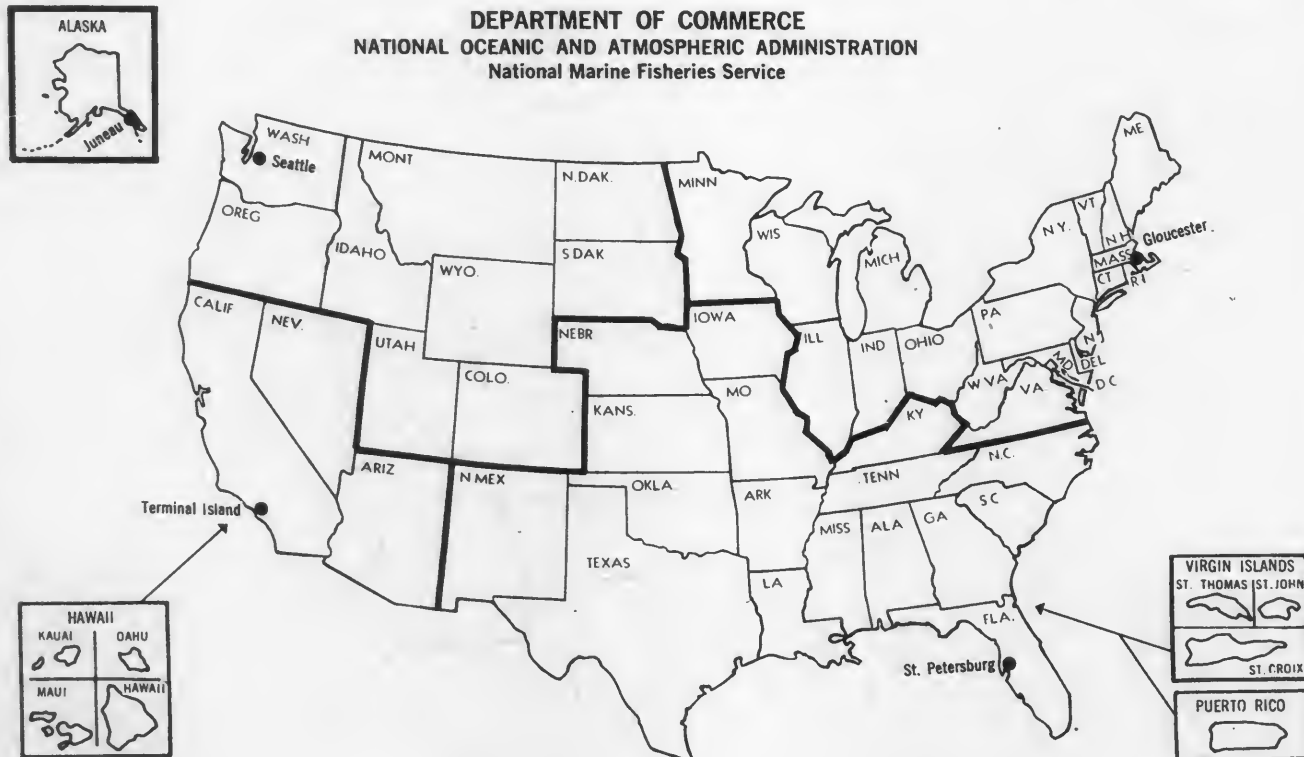 DEPARTMENT OF COMMERCE
NATIONAL OCEANIC AND ATMOSPHERIC ADMINISTRATION
National Marine Fisheries Service
ALASKA
Juneau
WASH
Seattle
MONT
N.DAK.
MINN
ME
OREG
IDAHO
S DAK
WIS
MICH
N.Y.
VT
N H
Gloucester
MASS
CT
R I
WYO.
CALIF
NEV.
UTAH
NEBR
IOWA
ILL
IND
OHIO
PA
N J
DEL
MD.
D C
COLO.
KANS.
MO
KY
W VA
VA.
ARIZ
N MEX
OKLA.
ARK
TENN
N.C.
S C
Terminal Island
TEXAS
LA
MISS
ALA
GA
FLA.
St. Petersburg
HAWAII
KAUAI
OAHU
MAUI
HAWAII
VIRGIN ISLANDS
ST. THOMAS
ST. JOHN
ST. CROIX
PUERTO RICO